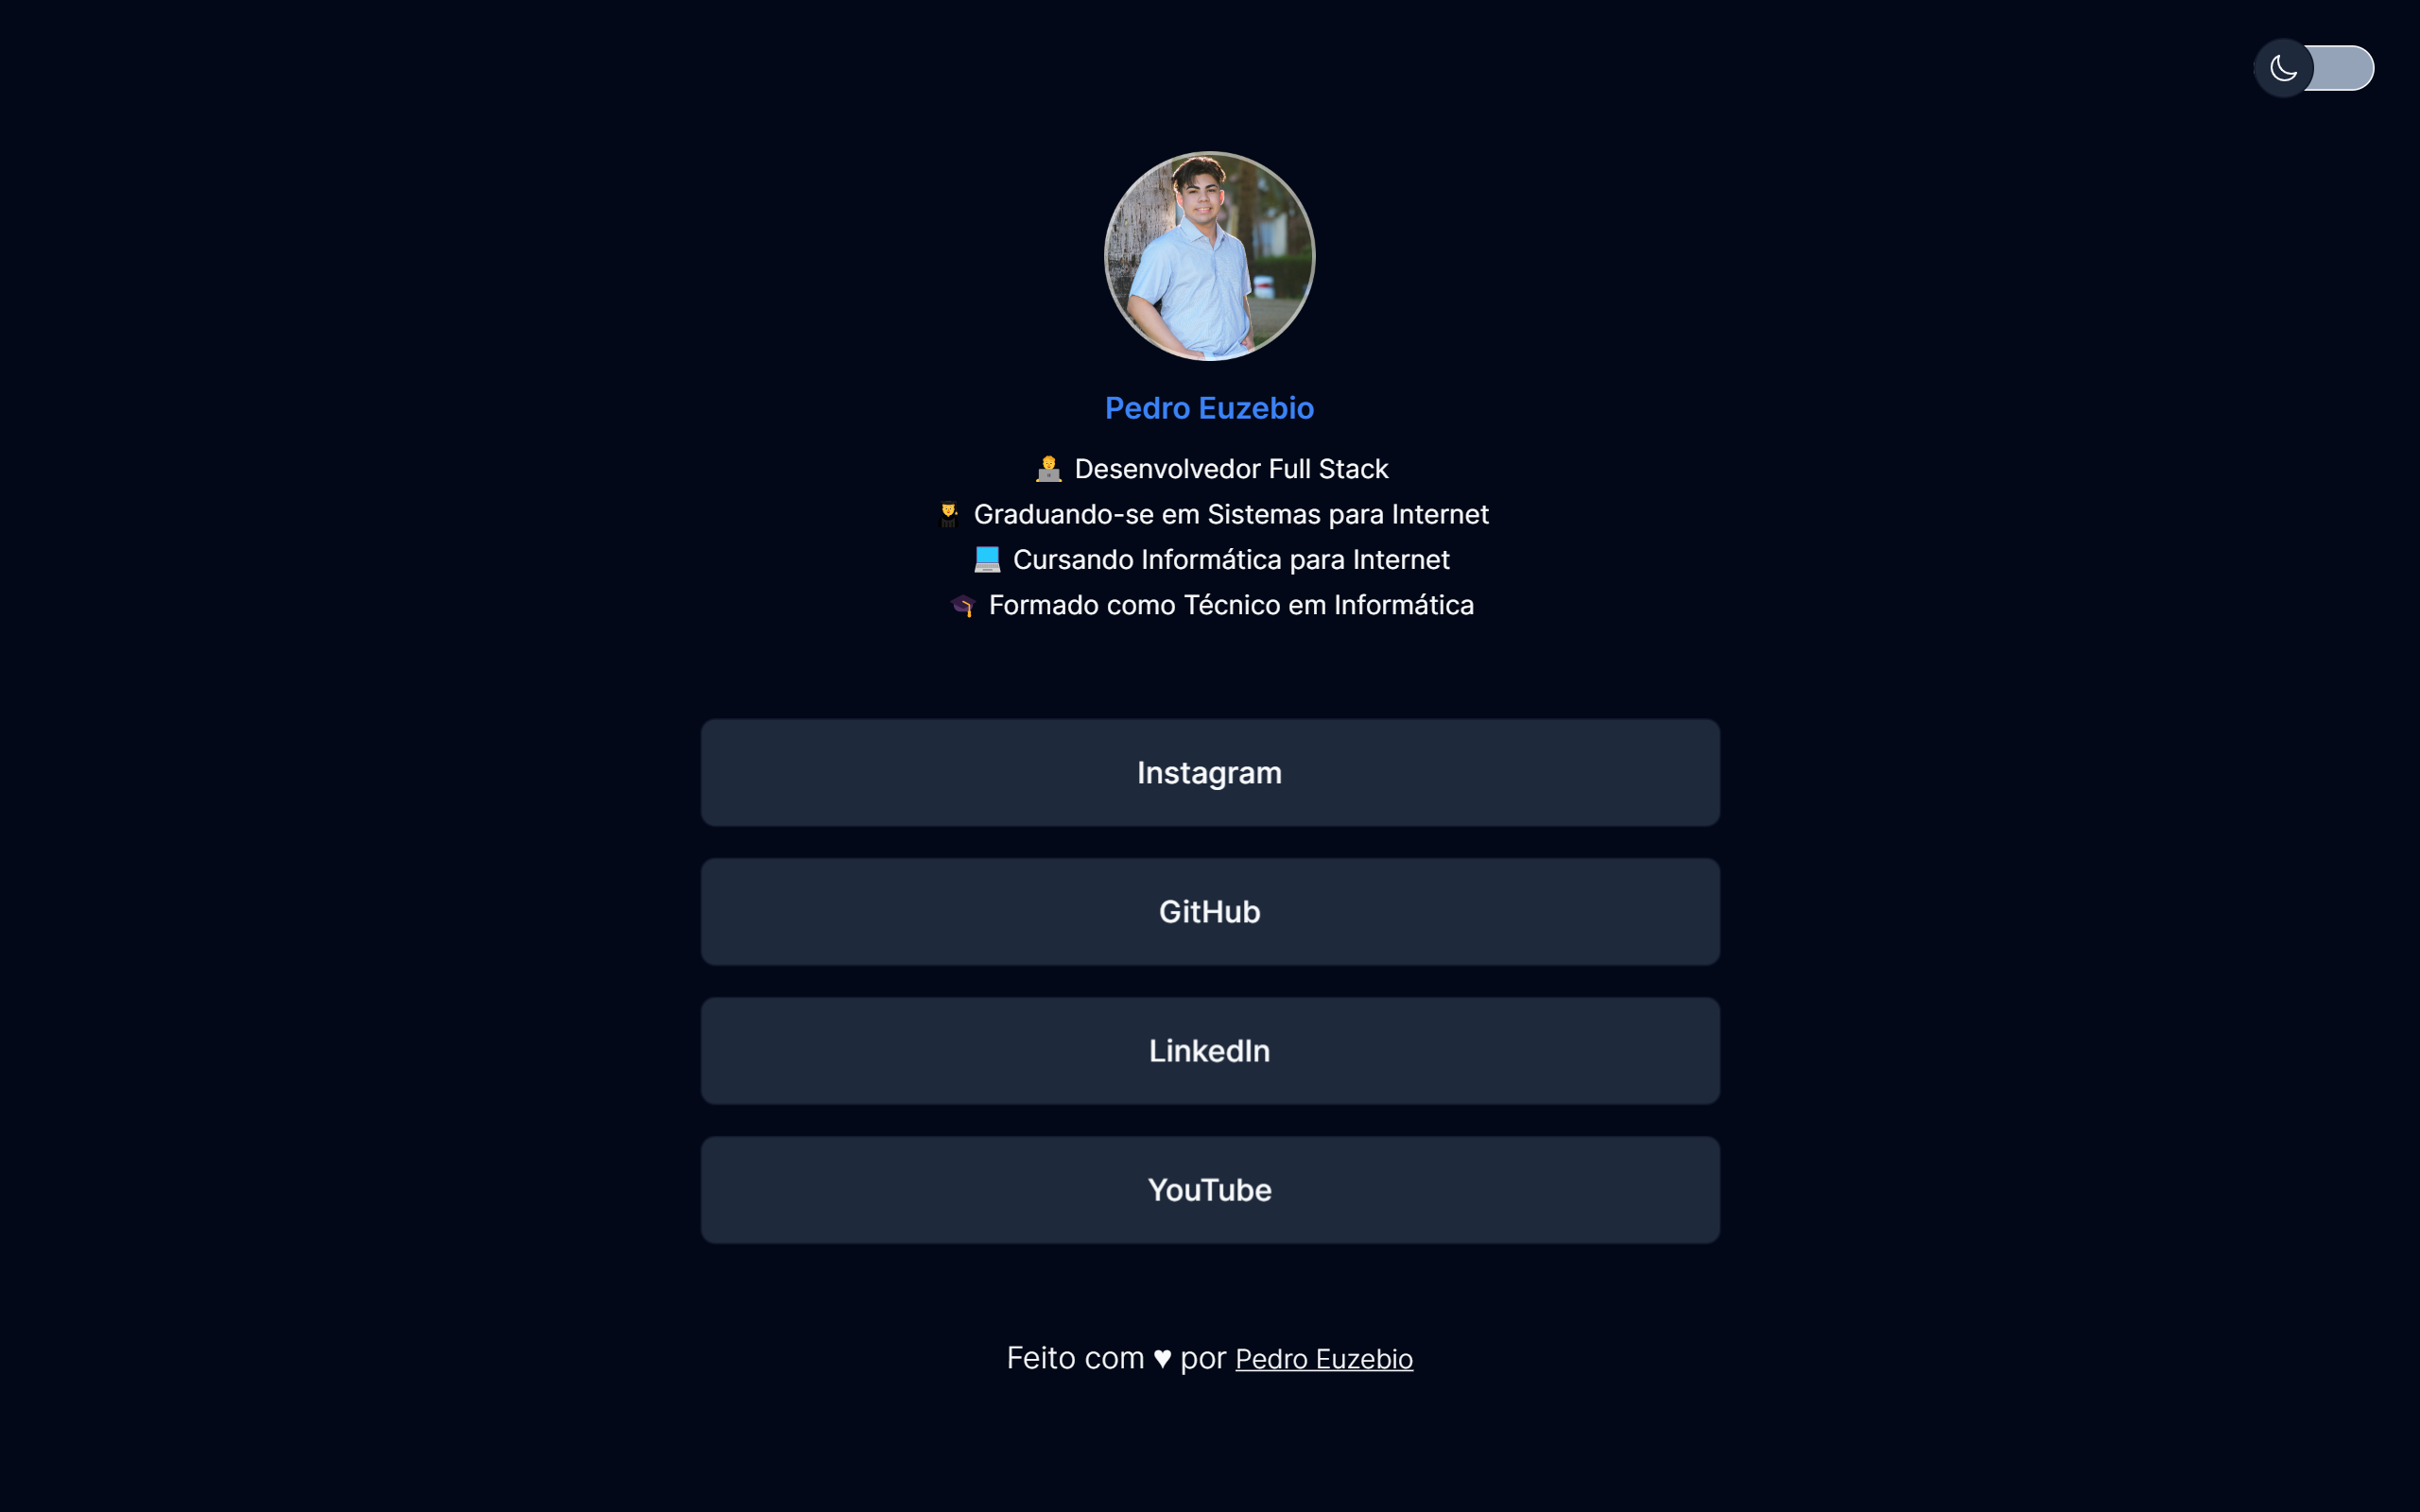 Pedro Euzebio
👨‍💻 Desenvolvedor Full Stack
👨‍🎓 Graduando-se em Sistemas para Internet
💻 Cursando Informática para Internet
🎓 Formado como Técnico em Informática
Instagram
GitHub
LinkedIn
YouTube
Feito com ♥ por Pedro Euzebio